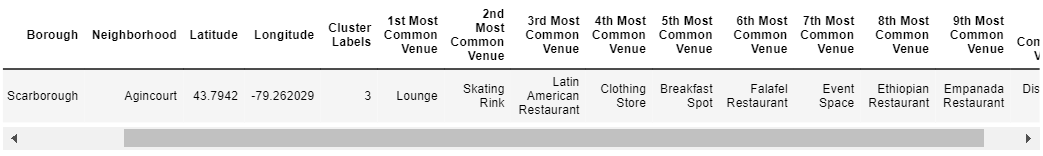 Borough Neighborhood Latitude Longitude Cluster Labels 1st Most Common Venue 2nd Most Common Venue 3rd Most Common Venue 4th Most Common Venue 5th Most Common Venue 6th Most Common Venue 7th Most Common Venue 8th Most Common Venue 9th Most Common Venue
Scarborough Agincourt 43.7942 -79.262029 3 Lounge Skating Rink Latin American Restaurant Clothing Store Breakfast Spot Falafel Restaurant Event Space Ethiopian Restaurant Empanada Restaurant